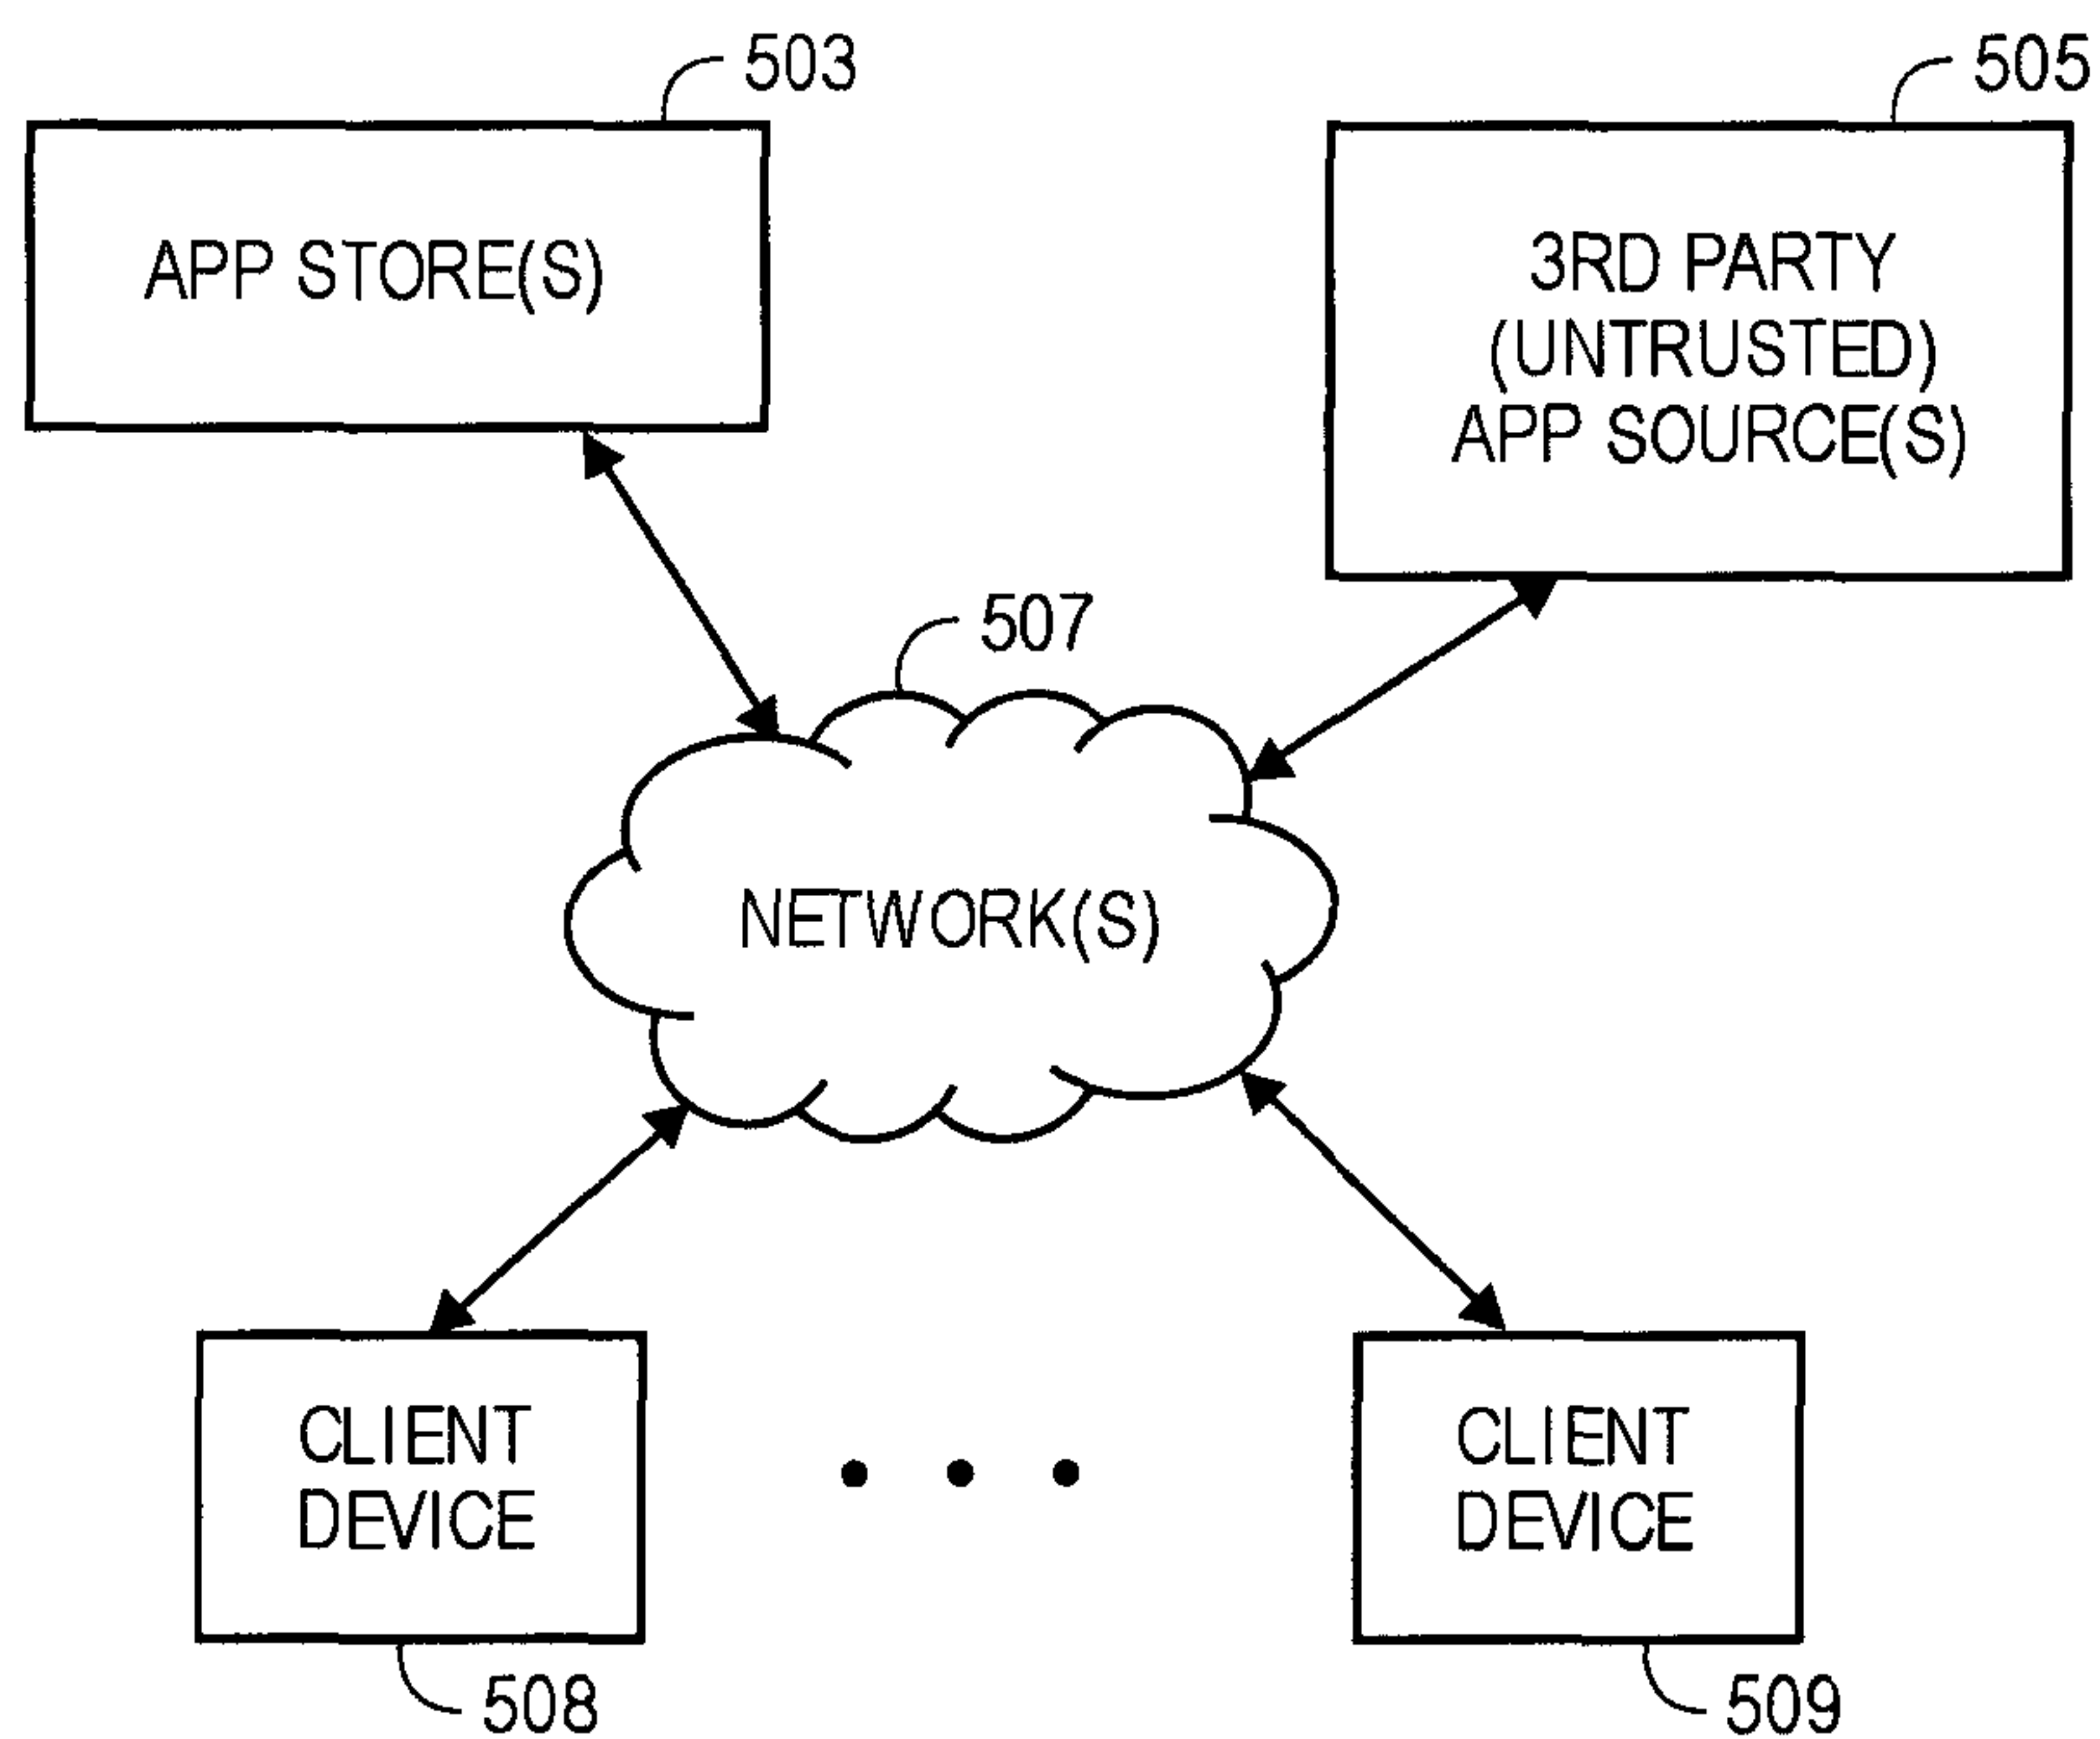 503
505
APP STORE(S)
3RD PARTY
(UNTRUSTED)
APP SOURCE(S)
507
NETWORK(S)
CLIENT
DEVICE
CLIENT
DEVICE
508
509